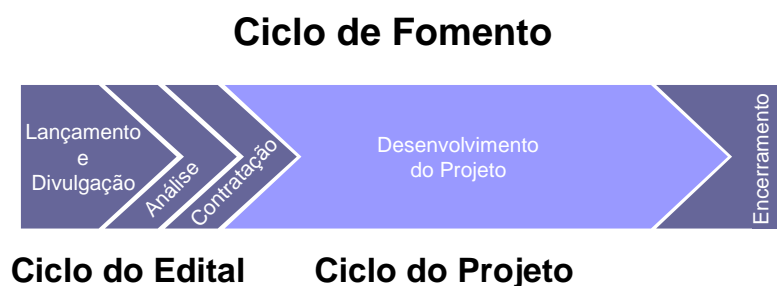 Ciclo de Fomento
Lançamento
e
Divulgação
Análise
Contratação
Desenvolvimento
do Projeto
Encerramento
Ciclo do Edital
Ciclo do Projeto